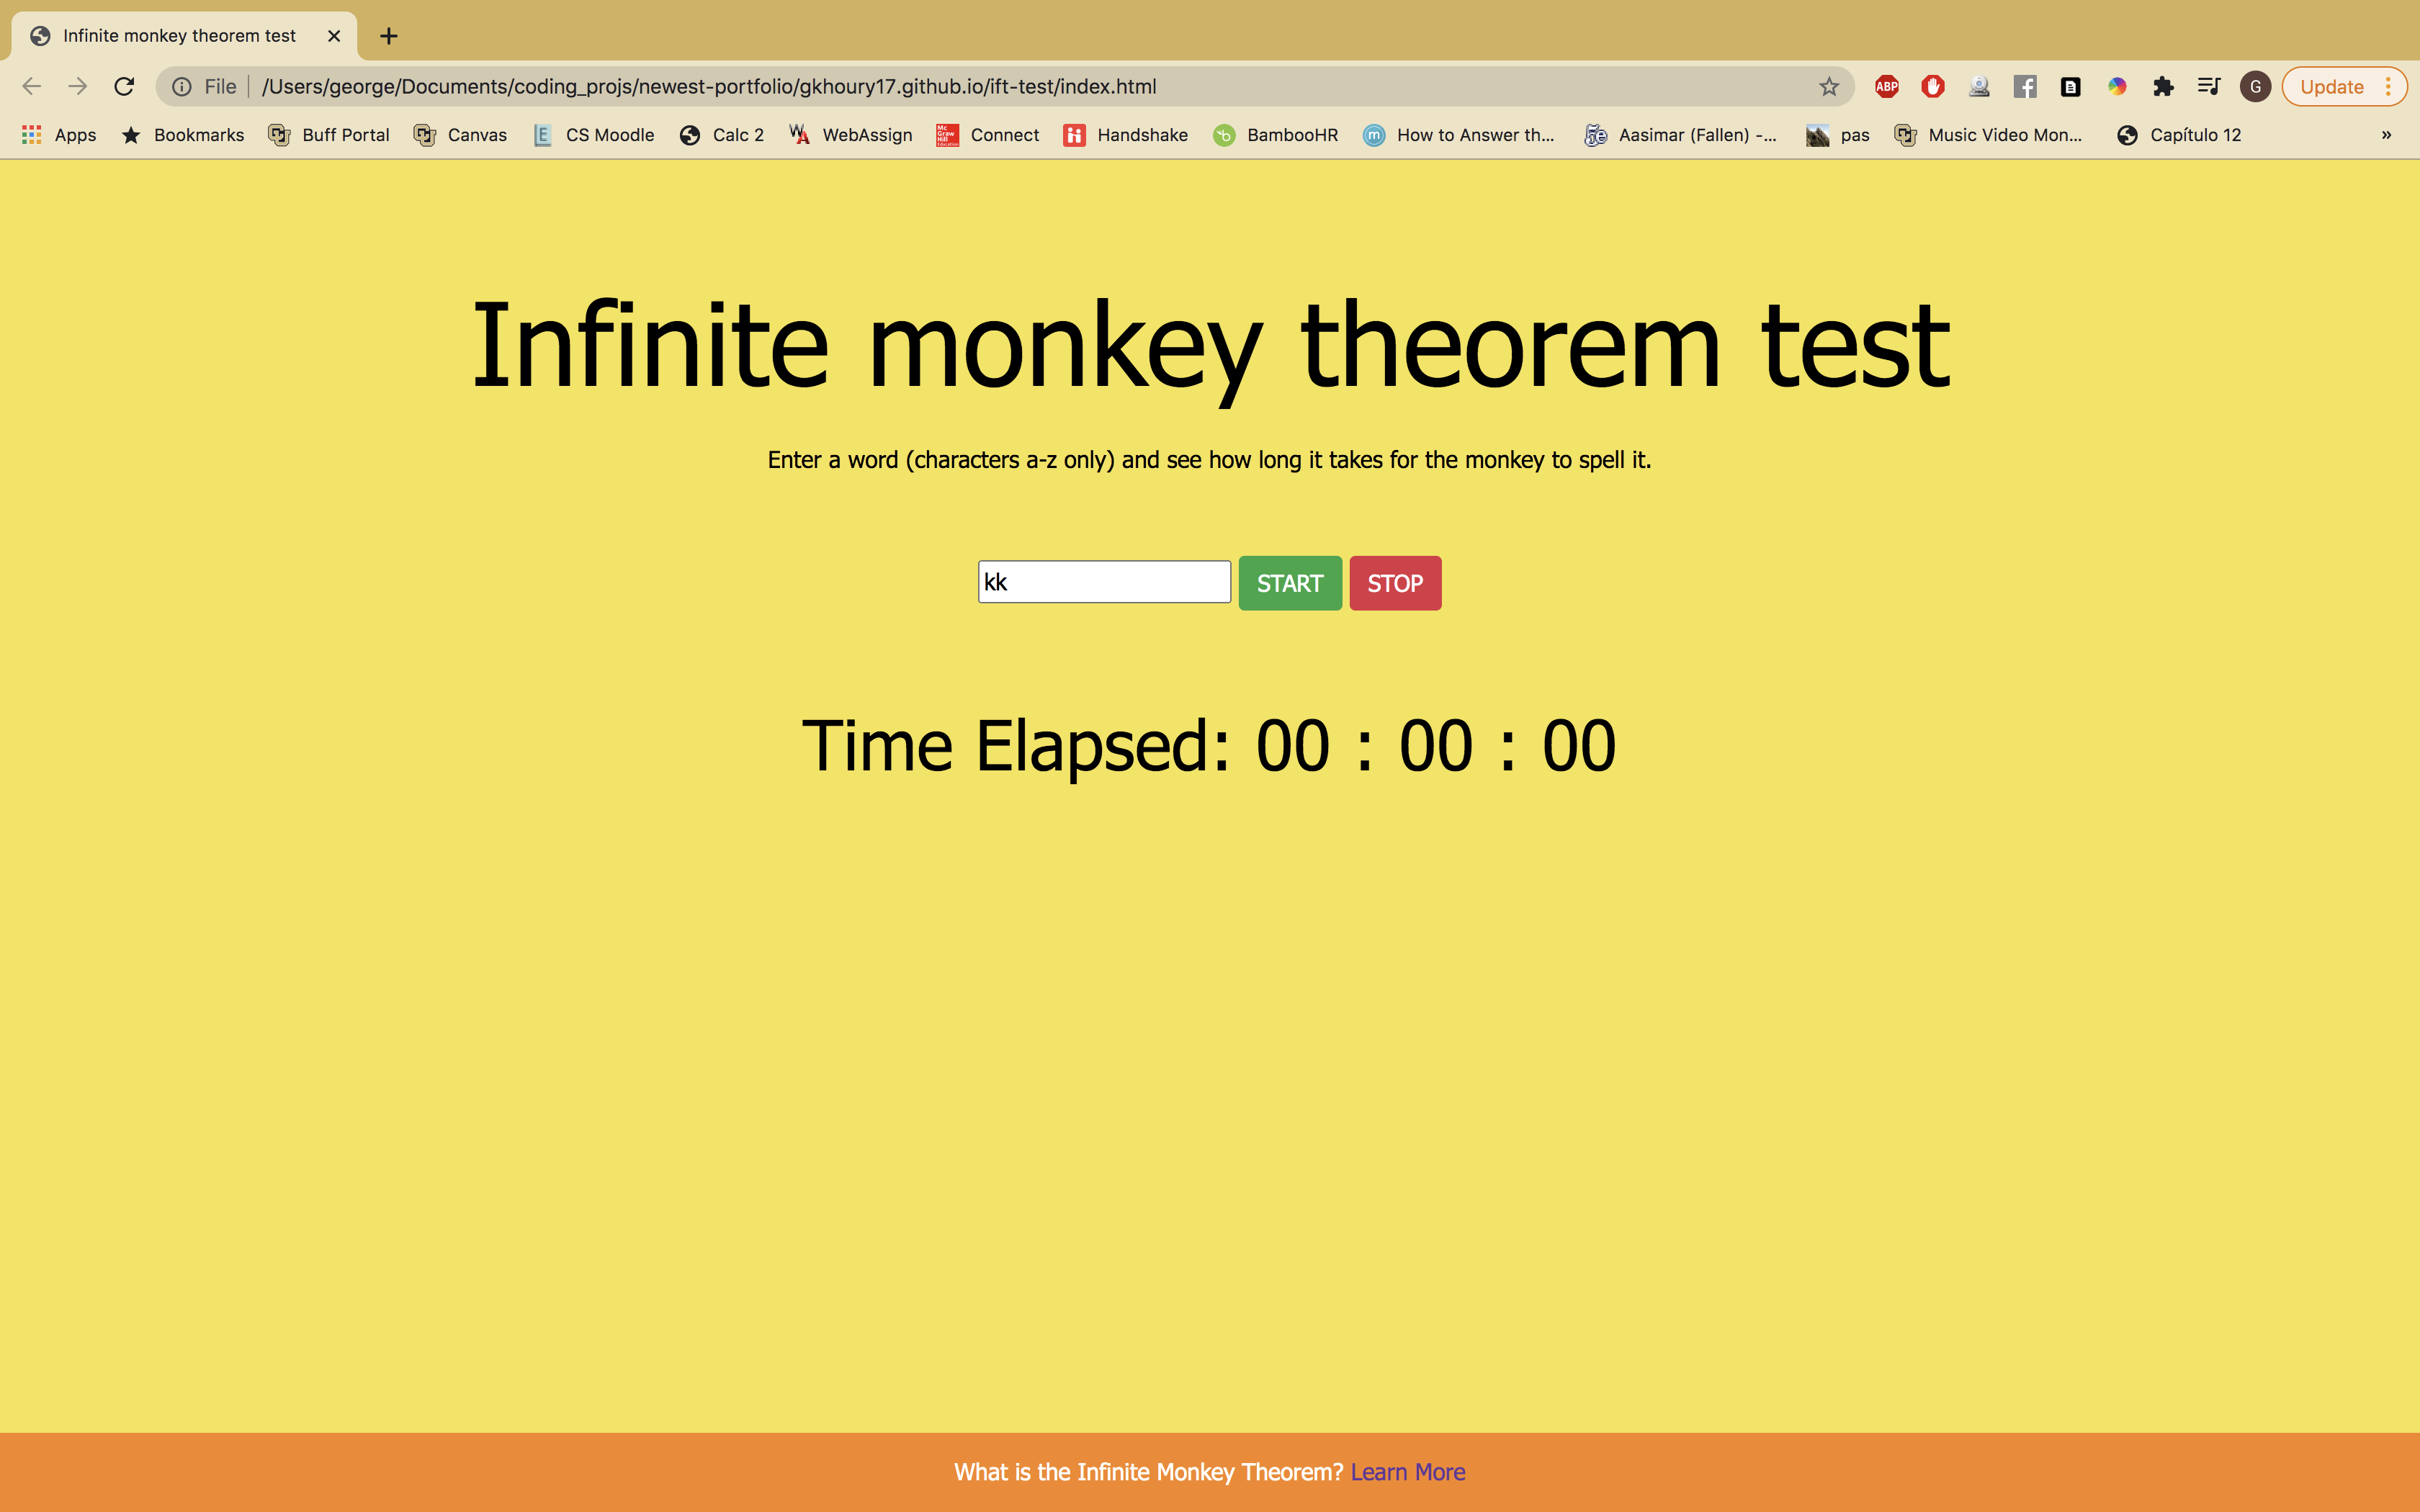 Infinite monkey theorem test
File /Users/george/Documents/coding_projs/newest-portfolio/gkhoury17.github.io/ift-test/index.html ABP G Update
Apps Bookmarks Buff Portal Canvas CS Moodle Calc 2 WebAssign Connect Handshake BambooHR How to Answer th... Aasimar (Fallen) -... pas Music Video Mon... Capítulo 12 »
Infinite monkey theorem test
Enter a word (characters a-z only) and see how long it takes for the monkey to spell it.
kk START STOP
Time Elapsed: 00 : 00 : 00
What is the Infinite Monkey Theorem? Learn More